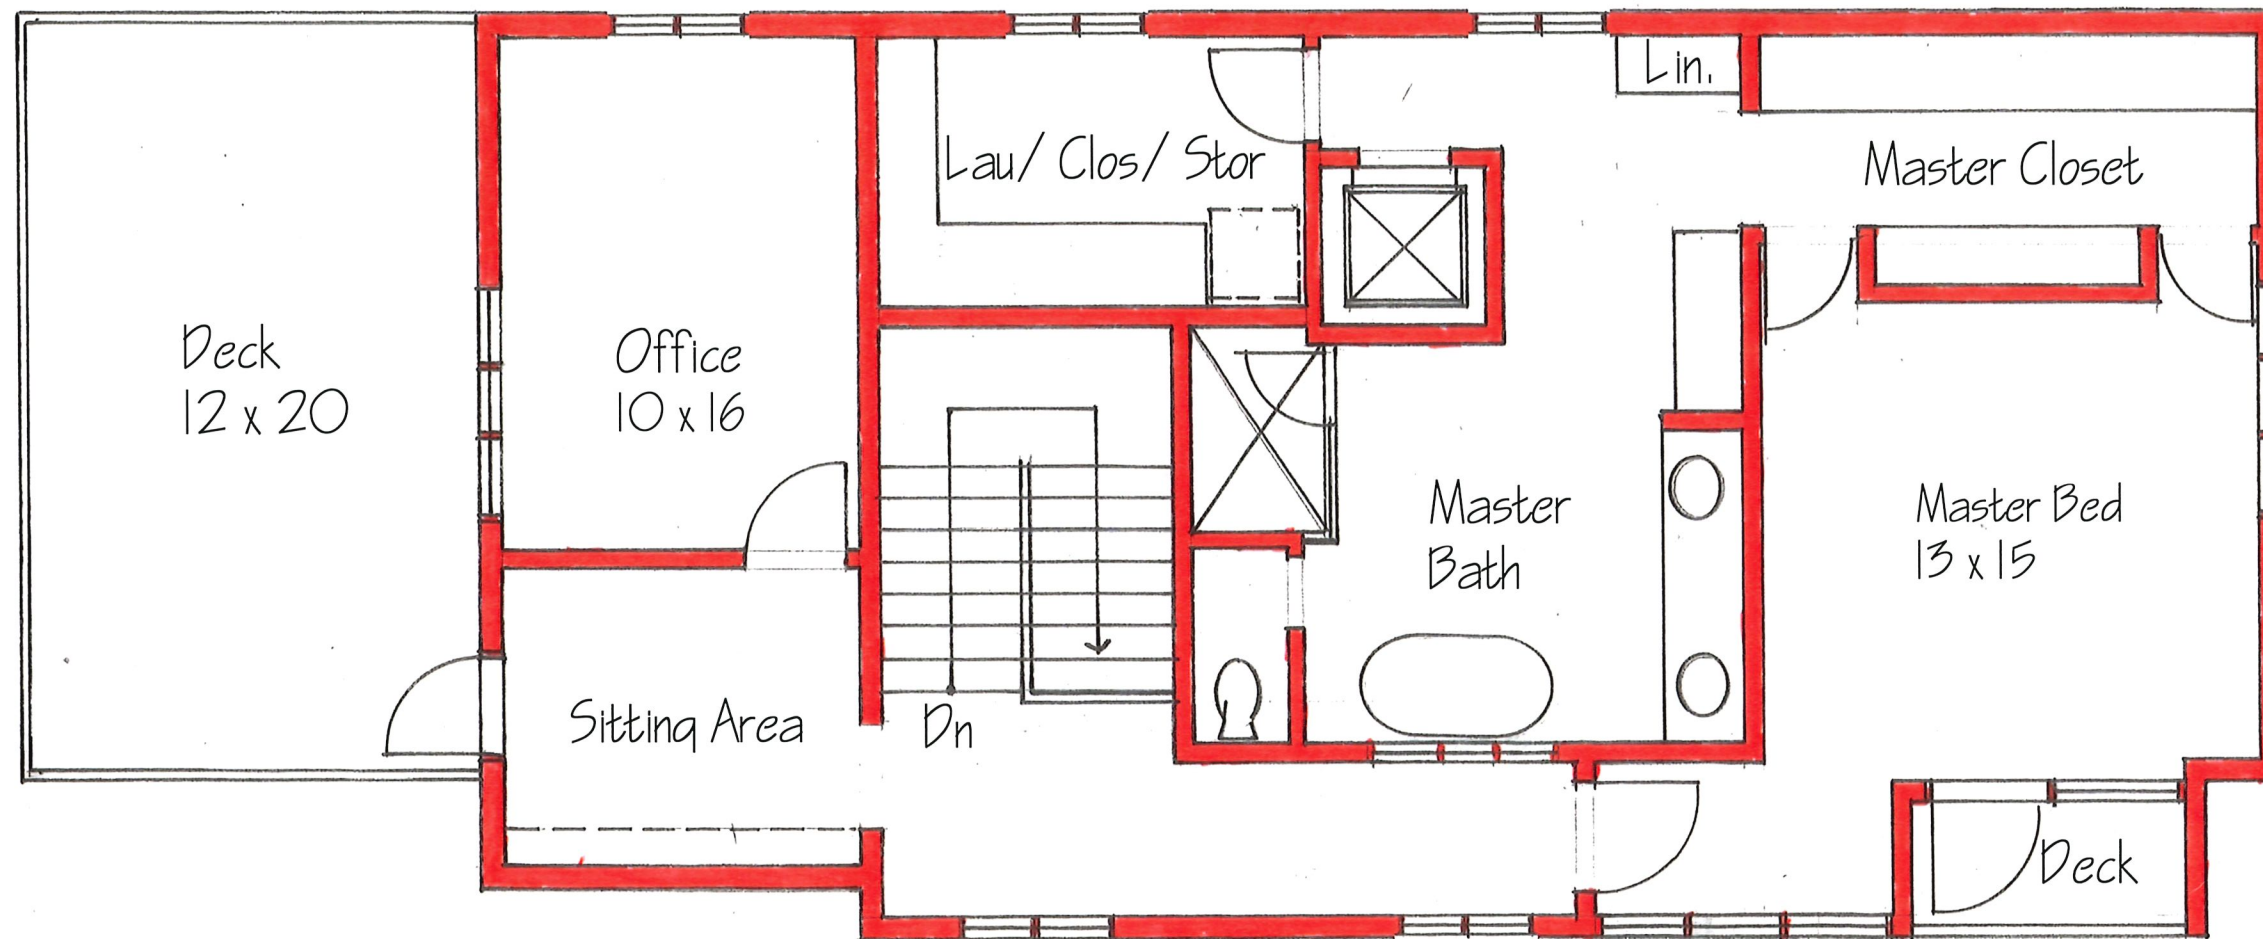 Lin.
Lau/ Clos/ Stor
Master Closet
Deck
12 x 20
Office
10 x 16
Master
Bath
Master Bed
13 x 15
Sitting Area
Dn
Deck